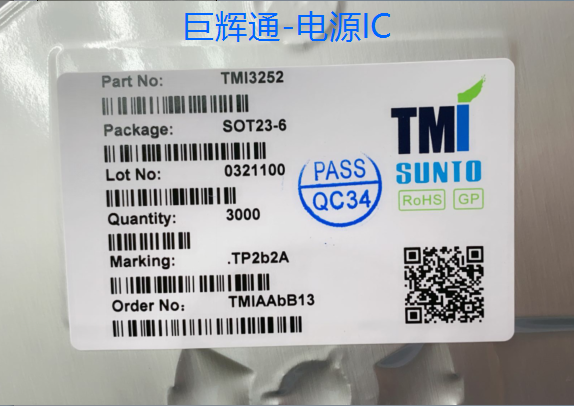 巨辉通-电源IC
Part No: TMI3252
Package: SOT23-6
Lot No: 0321100
Quantity: 3000
Marking: .TP2b2A
Order No: TMIAAbB13
PASS
QC34
TMI
SUNTO
RoHS GP